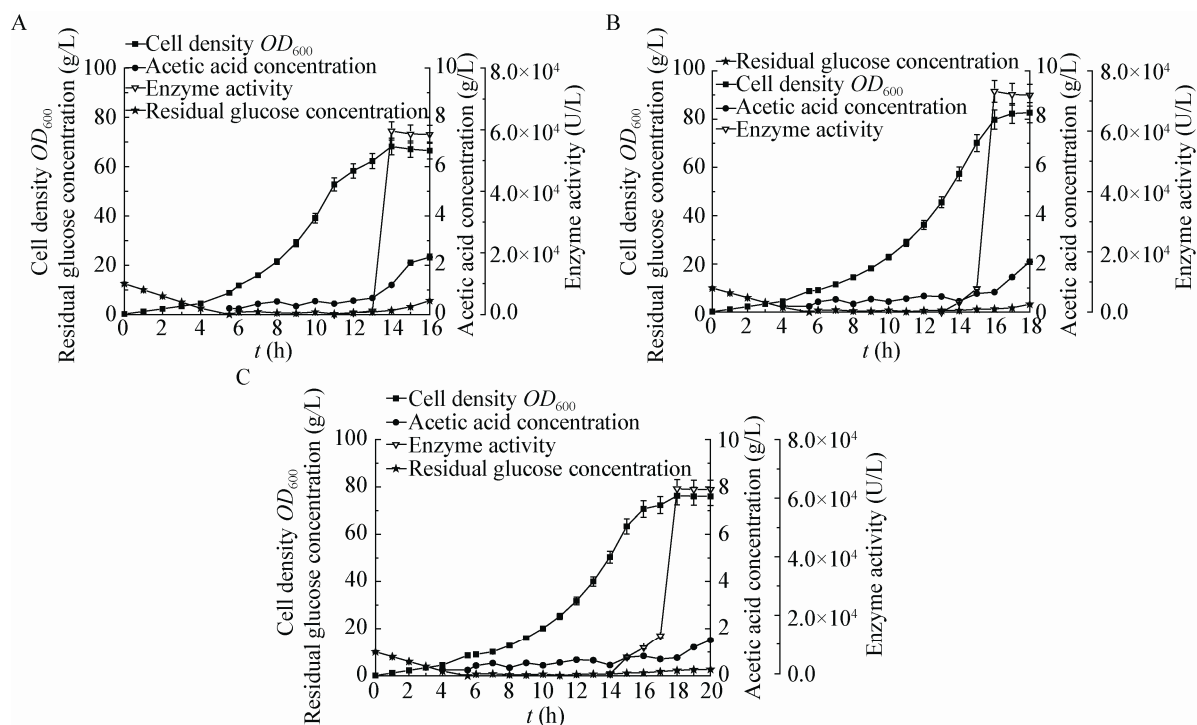 A
Cell density OD600
Acetic acid concentration
Enzyme activity
Residual glucose concentration
Cell density OD600
Residual glucose concentration (g/L)
100
80
60
40
20
0
0 2 4 6 8 10 12 14 16
t (h)
10
8
6
4
2
0
Acetic acid concentration (g/L)
8.0×10⁴
6.0×10⁴
4.0×10⁴
2.0×10⁴
0.0
Enzyme activity (U/L)
B
Residual glucose concentration
Cell density OD600
Acetic acid concentration
Enzyme activity
Cell density OD600
Residual glucose concentration (g/L)
100
80
60
40
20
0
0 2 4 6 8 10 12 14 16 18
t (h)
10
8
6
4
2
0
Acetic acid concentration (g/L)
8.0×10⁴
6.0×10⁴
4.0×10⁴
2.0×10⁴
0.0
Enzyme activity (U/L)
C
Cell density OD600
Acetic acid concentration
Enzyme activity
Residual glucose concentration
Cell density OD600
Residual glucose concentration (g/L)
100
80
60
40
20
0
0 2 4 6 8 10 12 14 16 18 20
t (h)
10
8
6
4
2
0
Acetic acid concentration (g/L)
8.0×10⁴
6.0×10⁴
4.0×10⁴
2.0×10⁴
0.0
Enzyme activity (U/L)